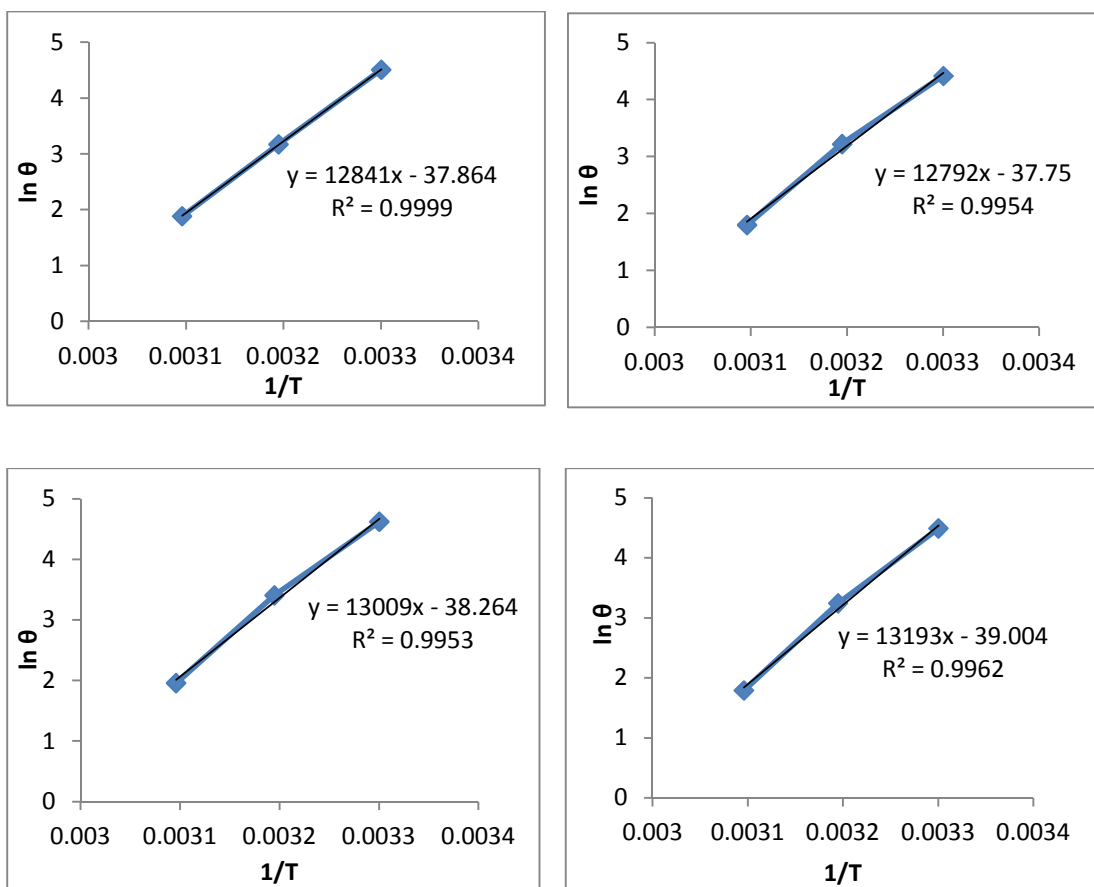 5
4
3
2
1
0
ln θ
y = 12841x - 37.864
R² = 0.9999
0.003 0.0031 0.0032 0.0033 0.0034
1/T
5
4
3
2
1
0
ln θ
y = 12792x - 37.75
R² = 0.9954
0.003 0.0031 0.0032 0.0033 0.0034
1/T
5
4
3
2
1
0
ln θ
y = 13009x - 38.264
R² = 0.9953
0.003 0.0031 0.0032 0.0033 0.0034
1/T
5
4
3
2
1
0
ln θ
y = 13193x - 39.004
R² = 0.9962
0.003 0.0031 0.0032 0.0033 0.0034
1/T